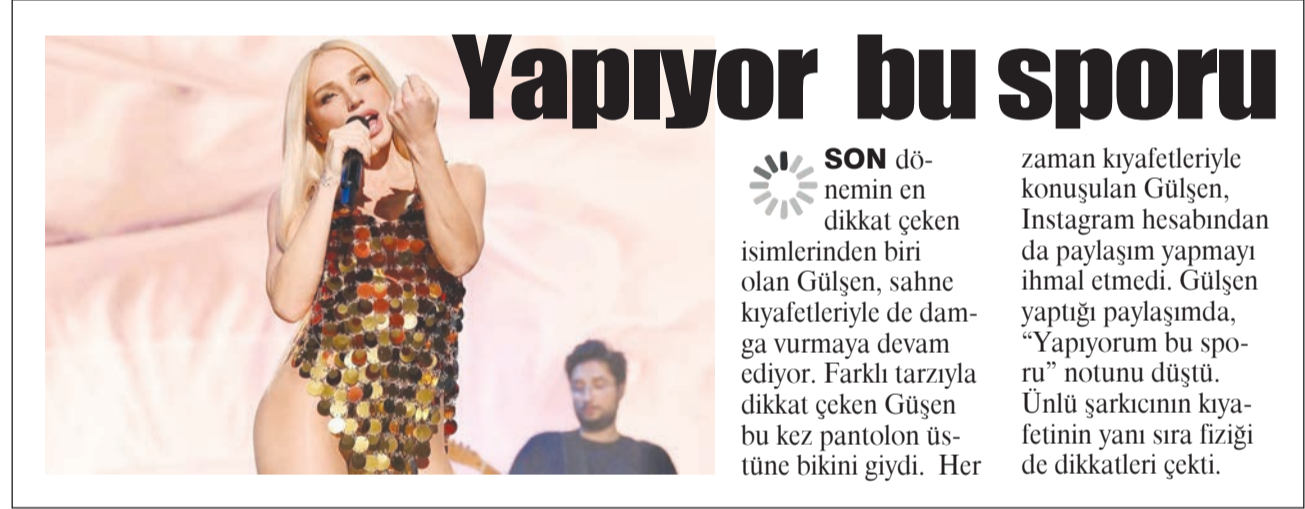 Yapıyor bu sporu
SON dö-
nemin en
dikkat çeken
isimlerinden biri
olan Gülşen, sahne
kıyafetleriyle de dam-
ga vurmaya devam
ediyor. Farklı tarzıyla
dikkat çeken Güşen
bu kez pantolon üs-
tüne bikini giydi. Her
zaman kıyafetleriyle
konuşulan Gülşen,
Instagram hesabından
da paylaşım yapmayı
ihmal etmedi. Gülşen
yaptığı paylaşımda,
“Yapıyorum bu spo-
ru” notunu düştü.
Ünlü şarkıcının kıya-
fetinin yanı sıra fiziği
de dikkatleri çekti.